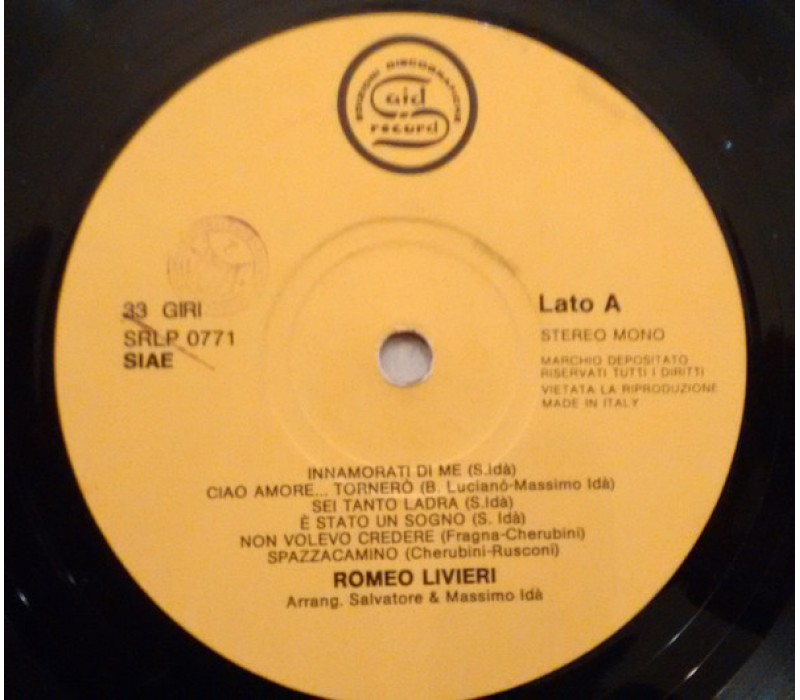 EDIZIONI DISCOGRAFICHE
Said
record
33 GIRI
SRLP 0771
SIAE
Lato A
STEREO MONO
MARCHIO DEPOSITATO
RISERVATI TUTTI I DIRITTI
VIETATA LA RIPRODUZIONE
MADE IN ITALY
INNAMORATI DI ME (S.Idà)
CIAO AMORE... TORNERÒ (B. Lucianó-Massimo Idà)
SEI TANTO LADRA (S.Idà)
È STATO UN SOGNO (S. Idà)
NON VOLEVO CREDERE (Fragna-Cherubini)
SPAZZACAMINO (Cherubini-Rusconi)
ROMEO LIVIERI
Arrang. Salvatore & Massimo Idà